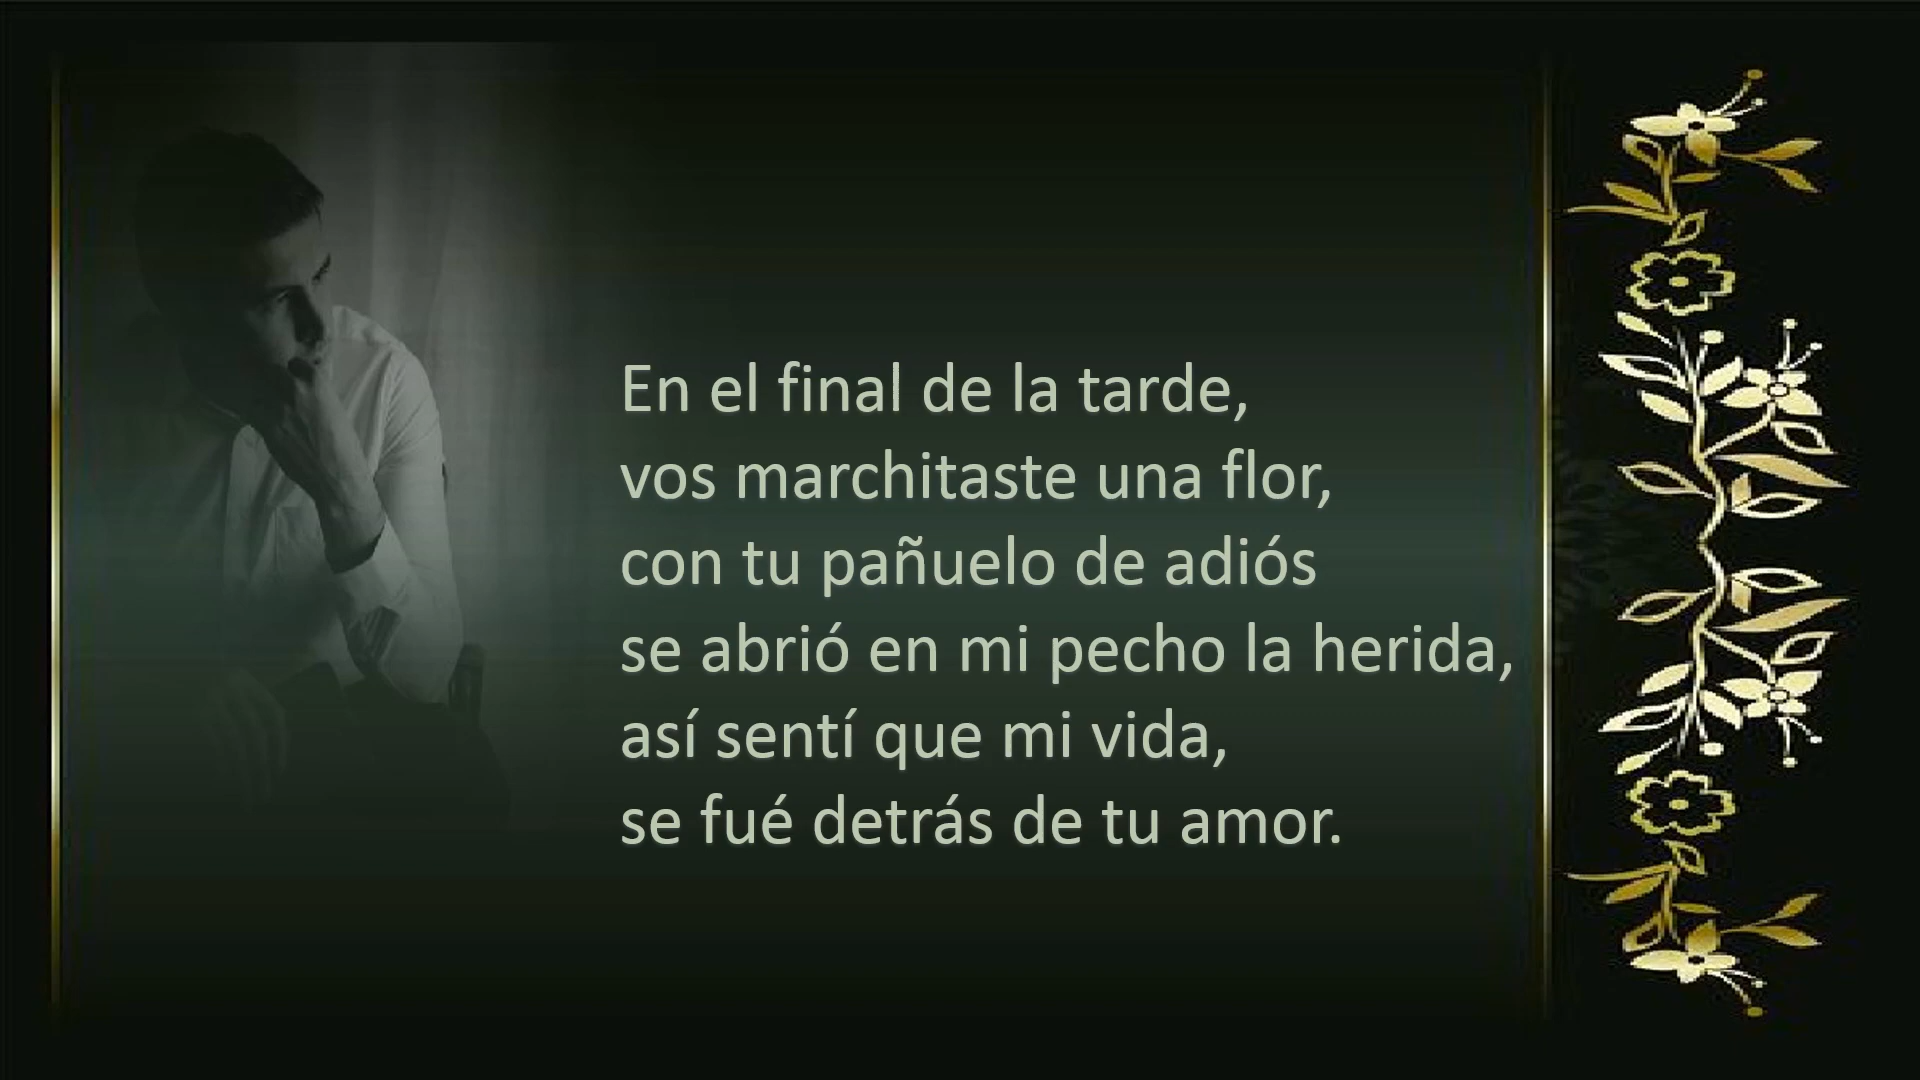 En el final de la tarde,
vos marchitaste una flor,
con tu pañuelo de adiós
se abrió en mi pecho la herida,
así sentí que mi vida,
se fué detrás de tu amor.